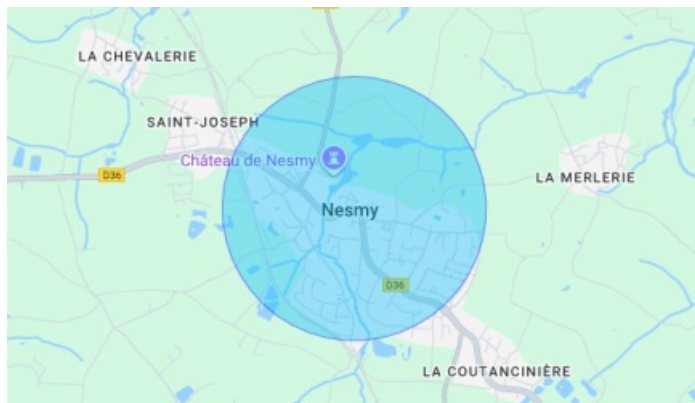 LA CHEVALERIE
SAINT-JOSEPH
Château de Nesmy
D36
LA MERLERIE
Nesmy
D36
LA COUTANCINIÈRE